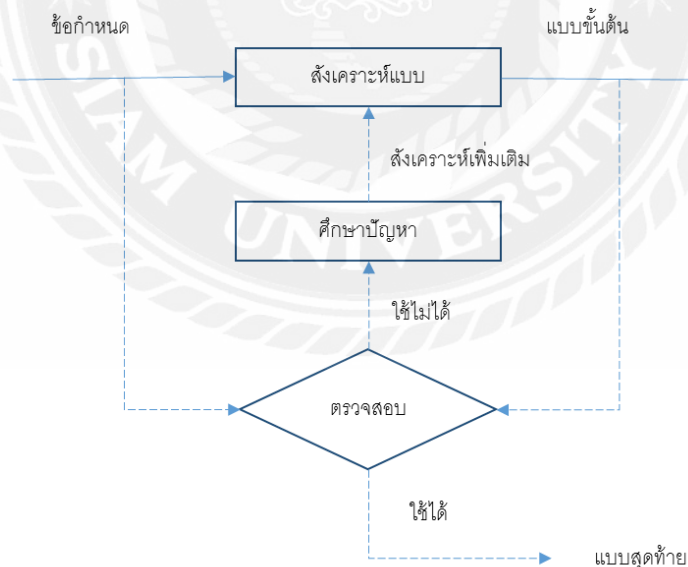 ข้อกำหนด
แบบขั้นต้น
สังเคราะห์แบบ
สังเคราะห์เพิ่มเติม
ศึกษาปัญหา
ใช้ไม่ได้
ตรวจสอบ
ใช้ได้
แบบสุดท้าย
SIAM UNIVERSITY